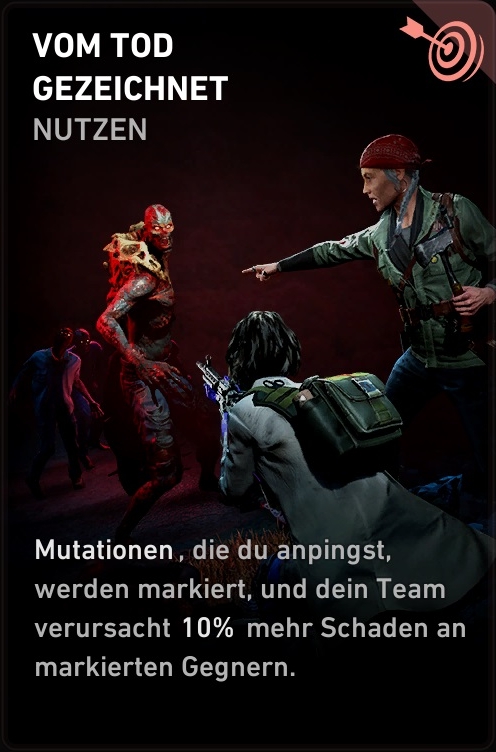 VOM TOD
GEZEICHNET
NUTZEN
Mutationen, die du anpingst,
werden markiert, und dein Team
verursacht 10% mehr Schaden an
markierten Gegnern.